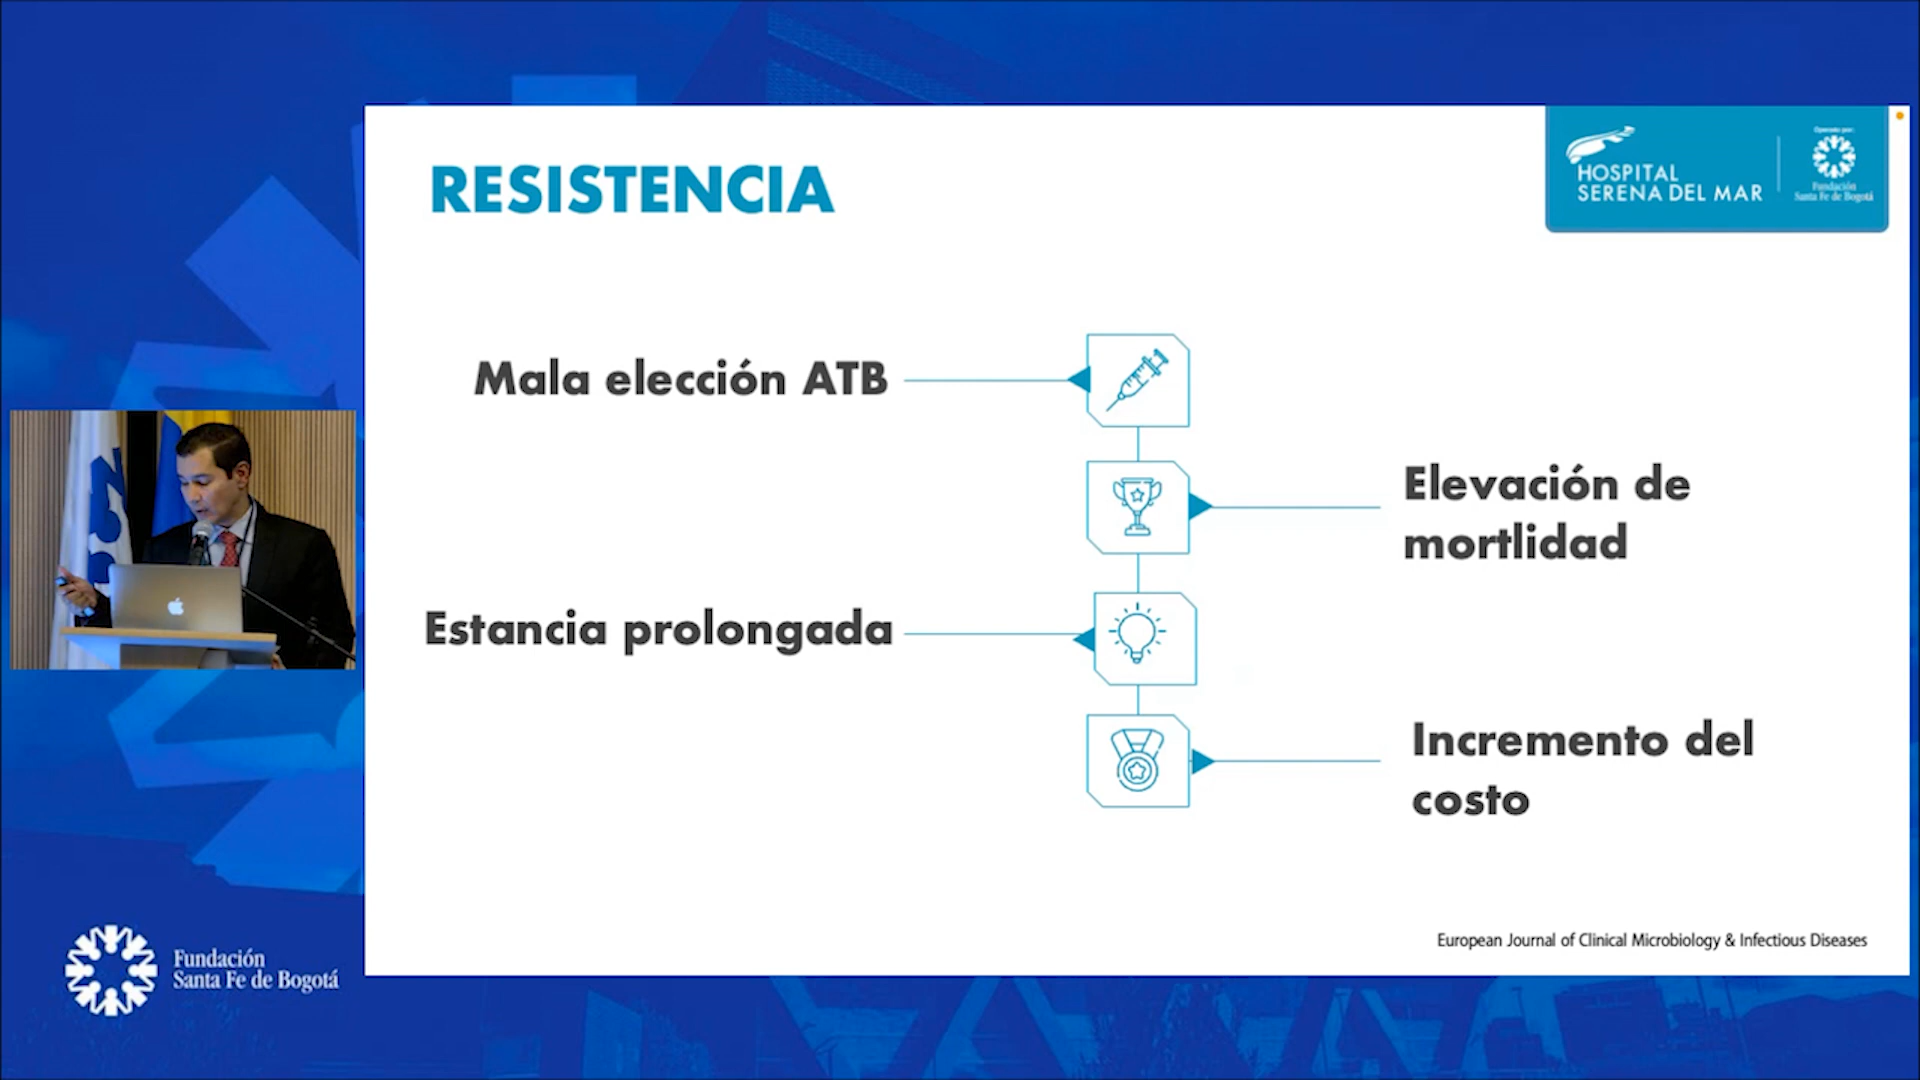 RESISTENCIA
HOSPITAL
SERENA DEL MAR
Operado por:
Fundación
Santa Fe de Bogotá
Mala elección ATB
Elevación de
mortlidad
Estancia prolongada
Incremento del
costo
European Journal of Clinical Microbiology & Infectious Diseases
Fundación
Santa Fe de Bogotá